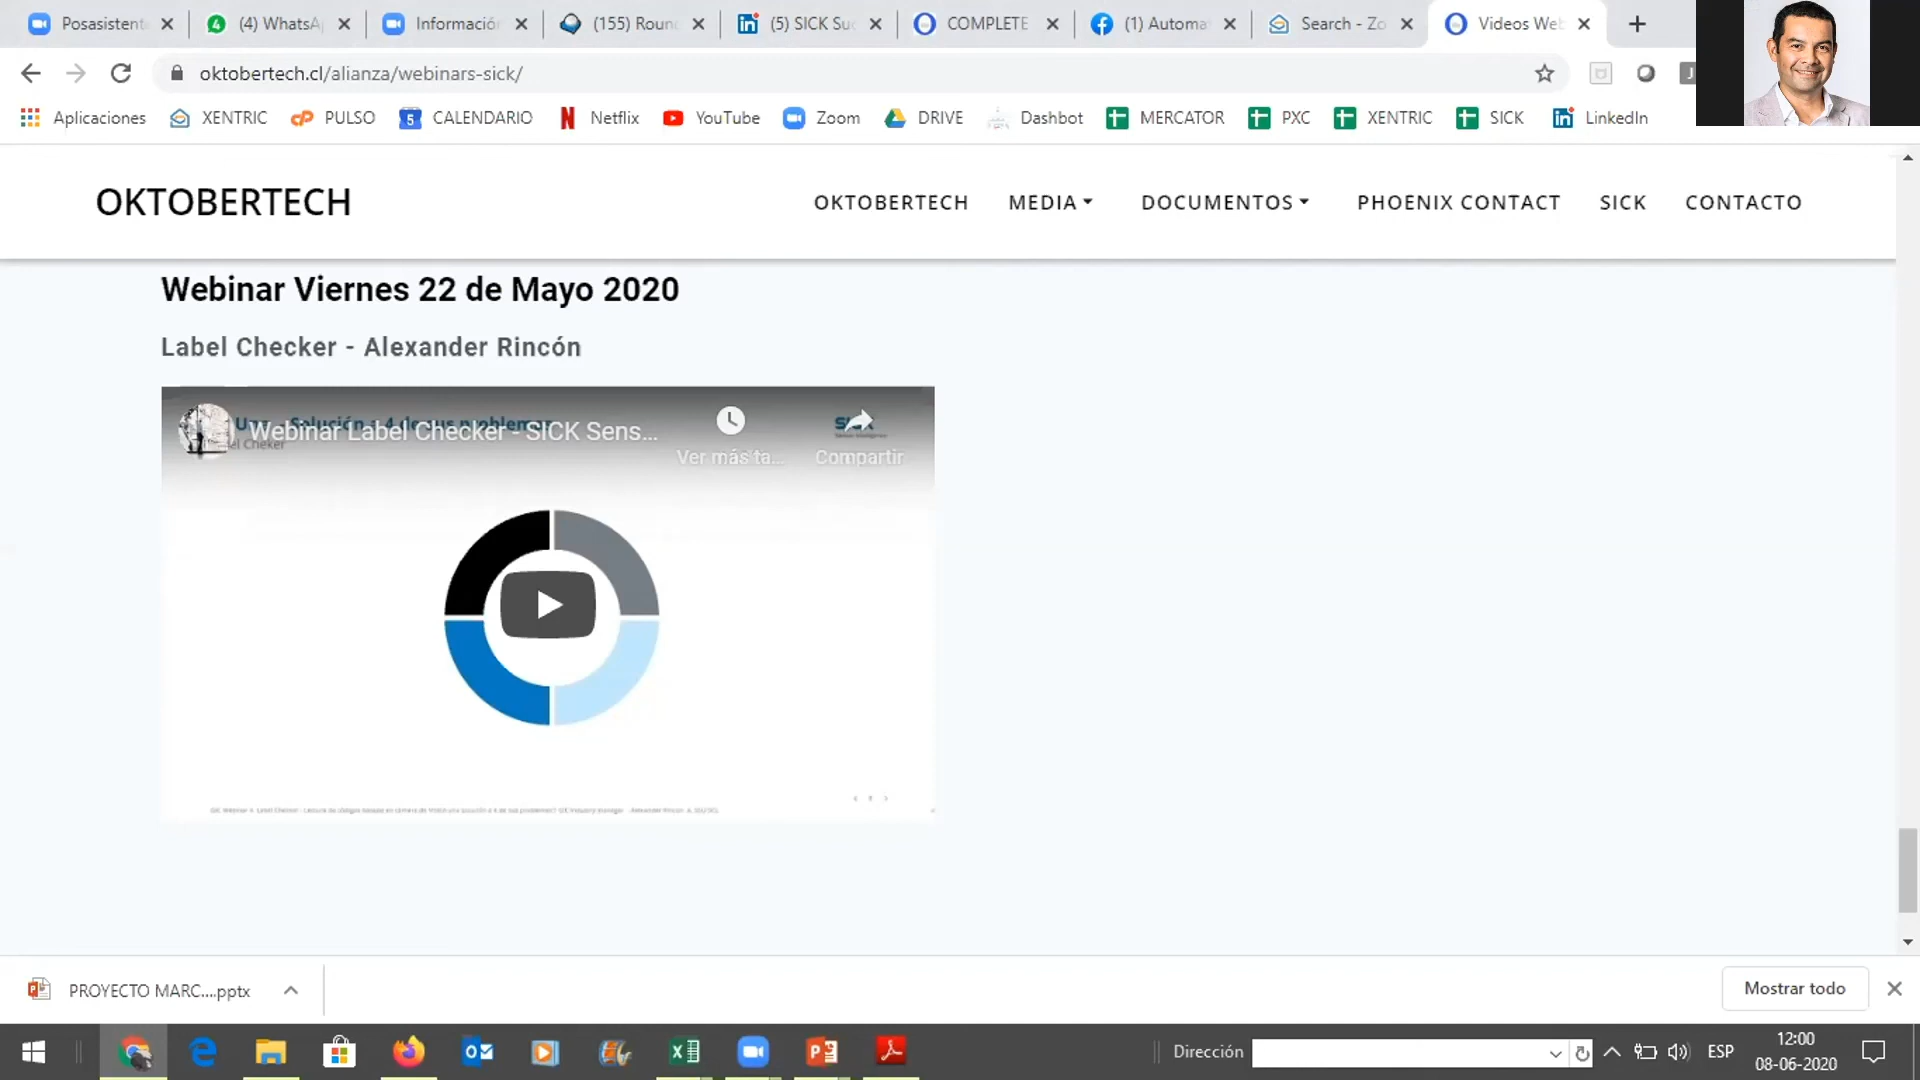 Posasistent
(4) WhatsA
Informació
(155) Roun
(5) SICK Suc
COMPLETE
(1) Automa
Search - Zo
Videos Web
oktobertech.cl/alianza/webinars-sick/
J
Aplicaciones
XENTRIC
PULSO
5 CALENDARIO
Netflix
YouTube
Zoom
DRIVE
Dashbot
MERCATOR
PXC
XENTRIC
SICK
LinkedIn
OKTOBERTECH
OKTOBERTECH
MEDIA
DOCUMENTOS
PHOENIX CONTACT
SICK
CONTACTO
Webinar Viernes 22 de Mayo 2020
Label Checker - Alexander Rincón
Webinar Label Checker - SICK Sens...
Ver más ta...
Compartir
PROYECTO MARC....pptx
Mostrar todo
Dirección
ESP
12:00
08-06-2020